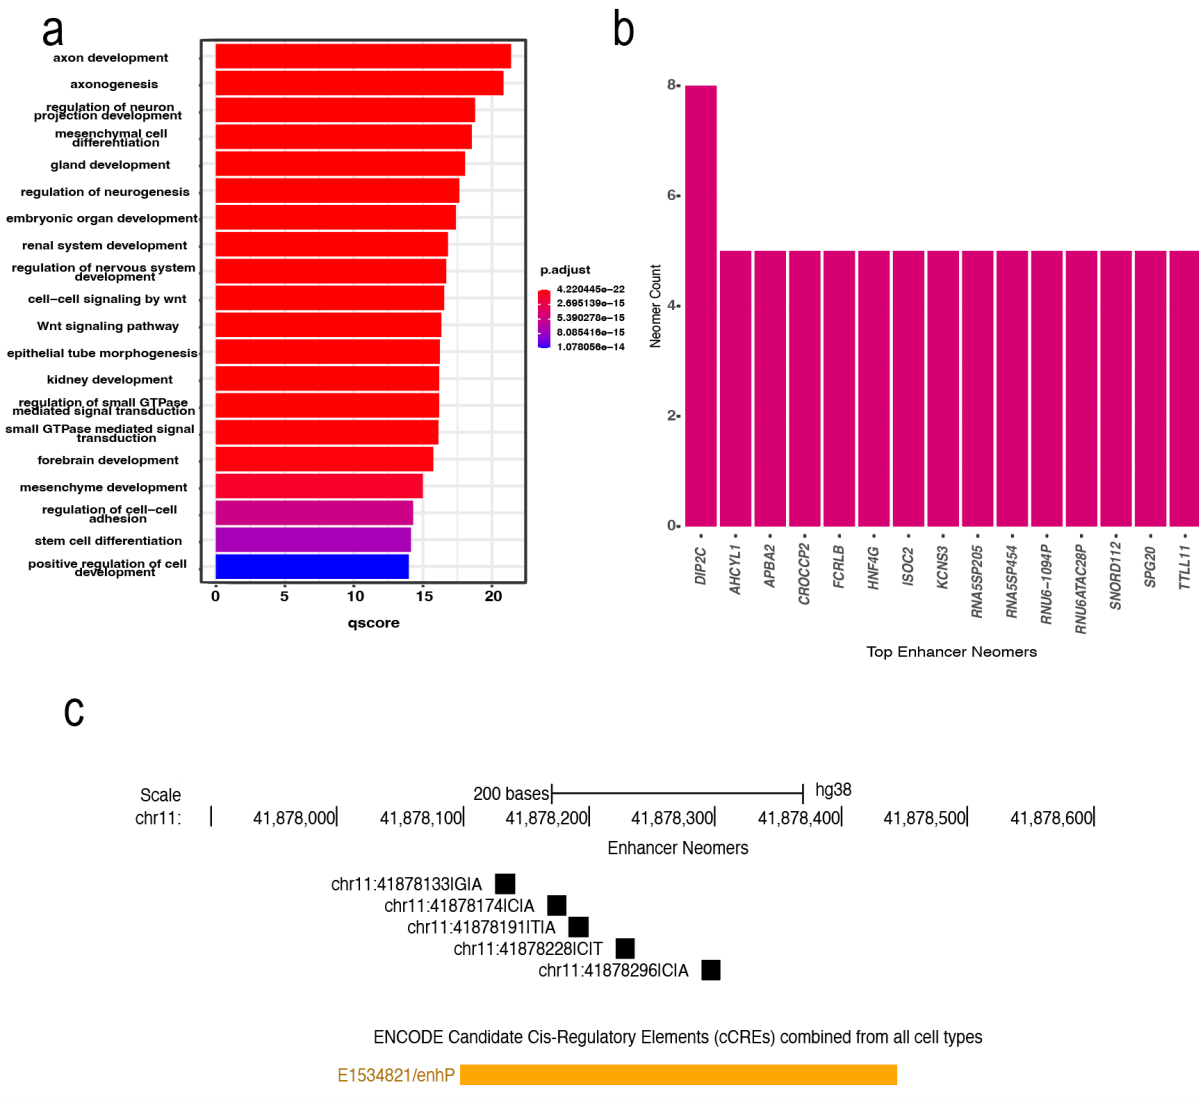 a
axon development
axonogenesis
regulation of neuron
projection development
mesenchymal cell
differentiation
gland development
regulation of neurogenesis
embryonic organ development
renal system development
regulation of nervous system
development
cell−cell signaling by wnt
Wnt signaling pathway
epithelial tube morphogenesis
kidney development
regulation of small GTPase
mediated signal transduction
small GTPase mediated signal
transduction
forebrain development
mesenchyme development
regulation of cell−cell
adhesion
stem cell differentiation
positive regulation of cell
development
0 5 10 15 20
qscore
p.adjust
4.220445e−22
2.695139e−15
5.390278e−15
8.085416e−15
1.078056e−14
b
Neomer Count
8
6
4
2
0
DIP2C
AHCYL1
APBA2
CROCCP2
FCRLB
HNF4G
ISOC2
KCNS3
RNA5SP205
RNA5SP454
RNU6−1094P
RNU6ATAC28P
SNORD112
SPG20
TTLL11
Top Enhancer Neomers
c
Scale 200 bases hg38
chr11: 41,878,000 41,878,100 41,878,200 41,878,300 41,878,400 41,878,500 41,878,600
Enhancer Neomers
chr11:41878133|G|A
chr11:41878174|C|A
chr11:41878191|T|A
chr11:41878228|C|T
chr11:41878296|C|A
ENCODE Candidate Cis-Regulatory Elements (cCREs) combined from all cell types
E1534821/enhP